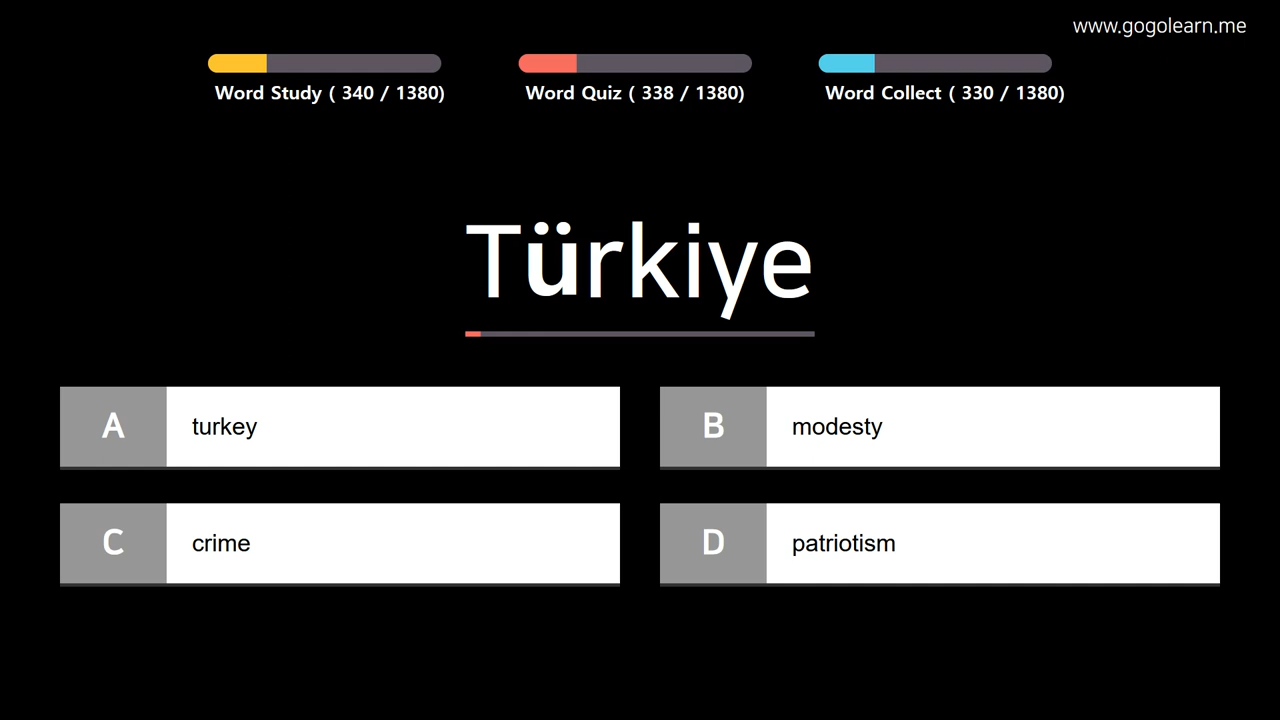 www.gogolearn.me
Word Study ( 340 / 1380)
Word Quiz ( 338 / 1380)
Word Collect ( 330 / 1380)
Türkiye
A turkey
B modesty
C crime
D patriotism